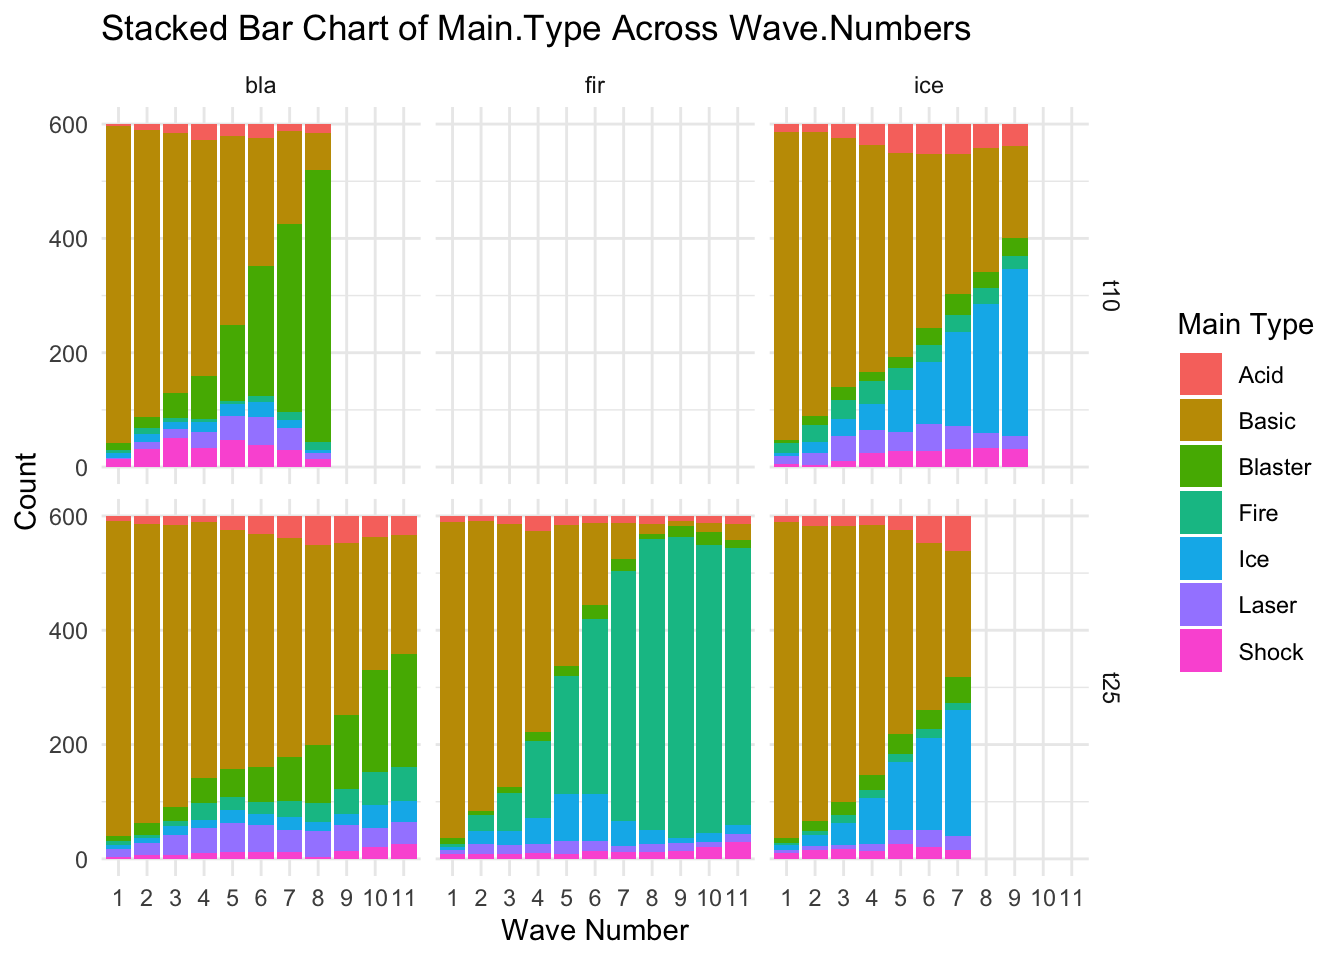 Stacked Bar Chart of Main.Type Across Wave.Numbers
bla fir ice
600
400
200
0
t10
600
400
200
0
t25
Count
1 2 3 4 5 6 7 8 9 10 11 1 2 3 4 5 6 7 8 9 10 11 1 2 3 4 5 6 7 8 9 10 11
Wave Number
Main Type
Acid
Basic
Blaster
Fire
Ice
Laser
Shock